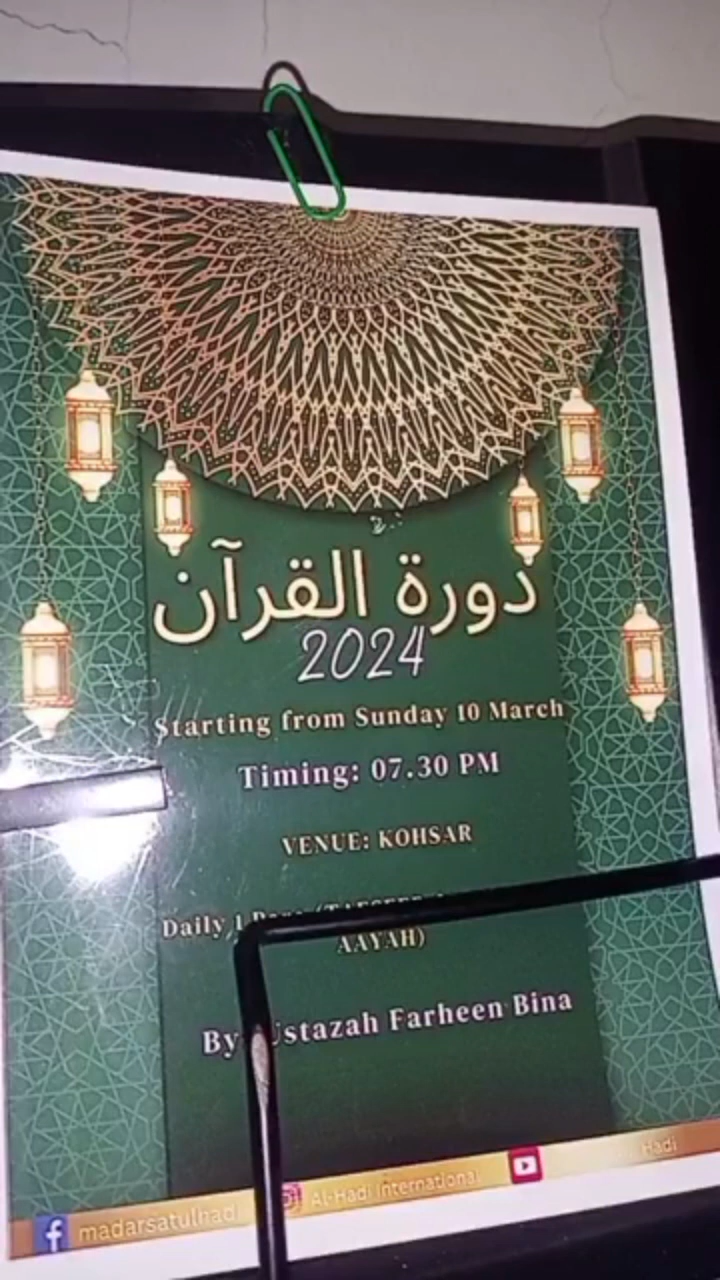 دورة القرآن
2024
Starting from Sunday 10 March
Timing: 07.30 PM
VENUE: KOHSAR
Daily 1
AAYAH)
By Ustazah Farheen Bina
madarsatulhadi Al-Hadi International Hadi